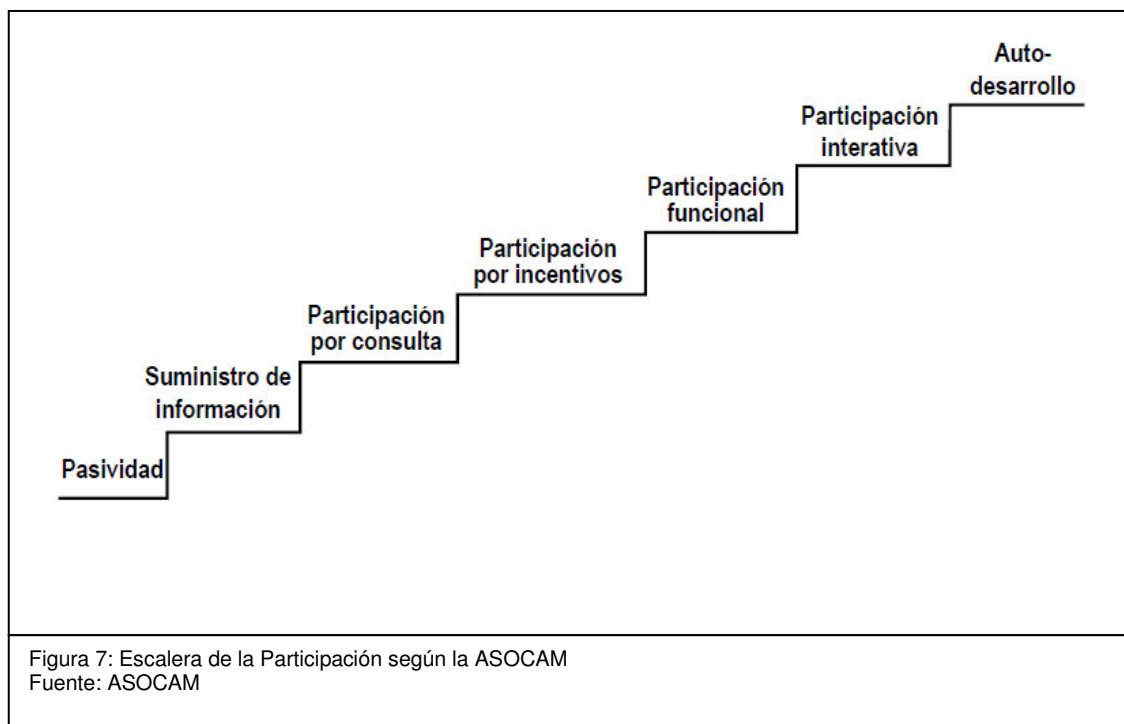 Auto-
desarrollo
Participación
interativa
Participación
funcional
Participación
por incentivos
Participación
por consulta
Suministro de
información
Pasividad
Figura 7: Escalera de la Participación según la ASOCAM
Fuente: ASOCAM